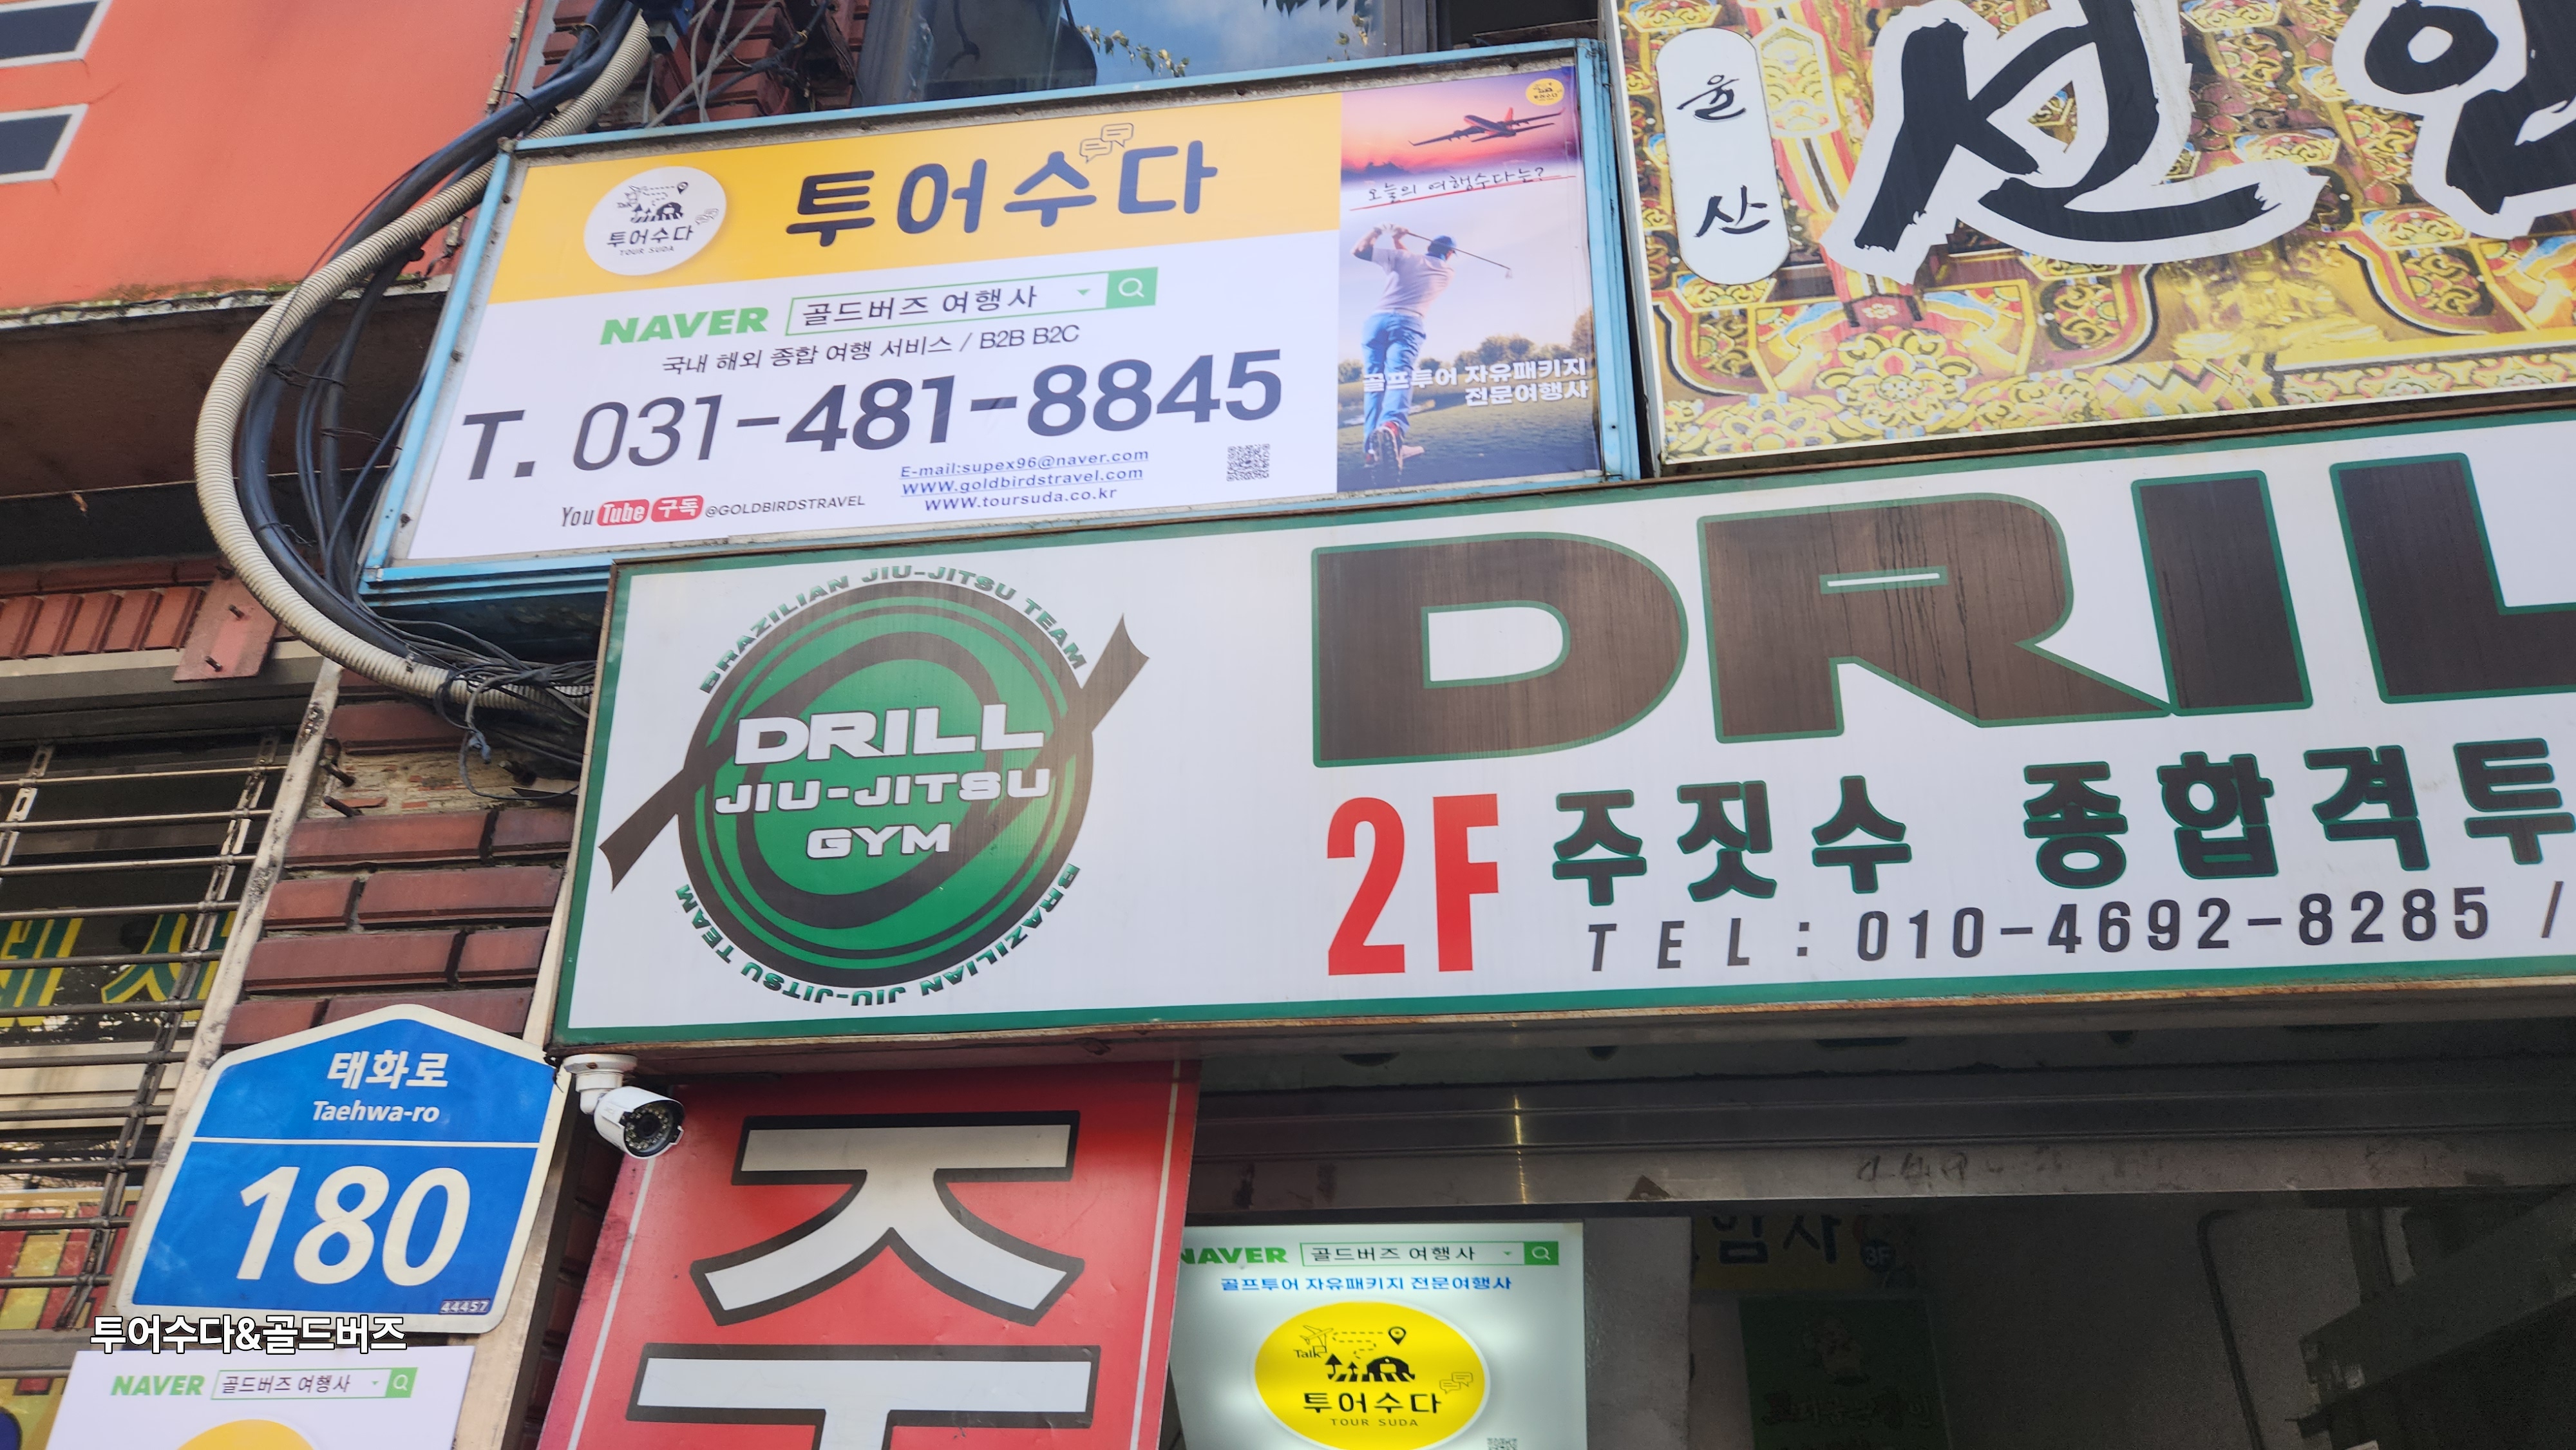 투어수다
투어수다
TOUR SUDA
NAVER 골드버즈 여행사
국내 해외 종합 여행 서비스 / B2B B2C
T. 031-481-8845
E-mail:supex96@naver.com
WWW.goldbirdstravel.com
WWW.toursuda.co.kr
You Tube 구독 @GOLDBIRDSTRAVEL
오늘의 여행수다는?
골프투어 자유패키지
전문여행사
울산
BRAZILIAN JIU-JITSU TEAM
DRILL
JIU-JITSU
GYM
BRAZILIAN JIU-JITSU TEAM
DRIL
2F 주짓수 종합격투
TEL:010-4692-8285 /
태화로
Taehwa-ro
180
44457
투어수다&골드버즈
NAVER 골드버즈 여행사
주
NAVER 골드버즈 여행사
골프투어 자유패키지 전문여행사
Talk
투어수다
TOUR SUDA
3F